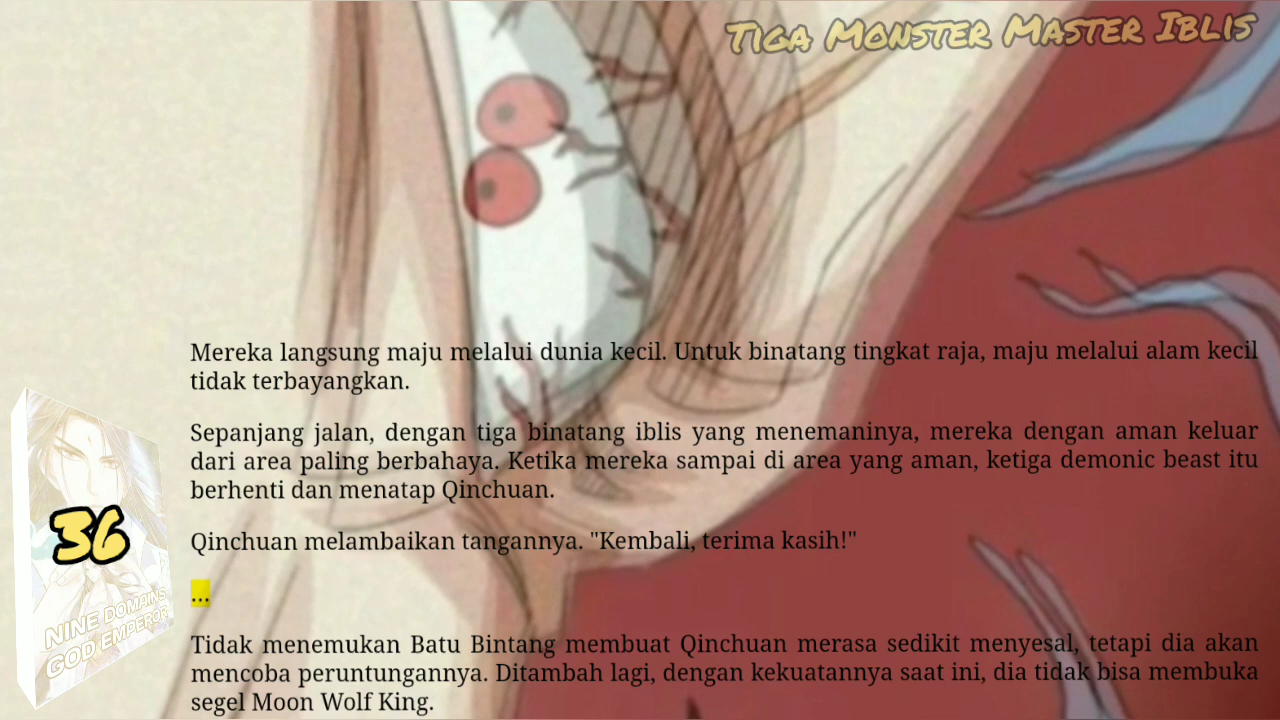 Tiga Monster Master Iblis
Mereka langsung maju melalui dunia kecil. Untuk binatang tingkat raja, maju melalui alam kecil
tidak terbayangkan.
Sepanjang jalan, dengan tiga binatang iblis yang menemaninya, mereka dengan aman keluar
dari area paling berbahaya. Ketika mereka sampai di area yang aman, ketiga demonic beast itu
berhenti dan menatap Qinchuan.
Qinchuan melambaikan tangannya. "Kembali, terima kasih!"
...
Tidak menemukan Batu Bintang membuat Qinchuan merasa sedikit menyesal, tetapi dia akan
mencoba peruntungannya. Ditambah lagi, dengan kekuatannya saat ini, dia tidak bisa membuka
segel Moon Wolf King.
36
NINE DOMAINS
GOD EMPEROR